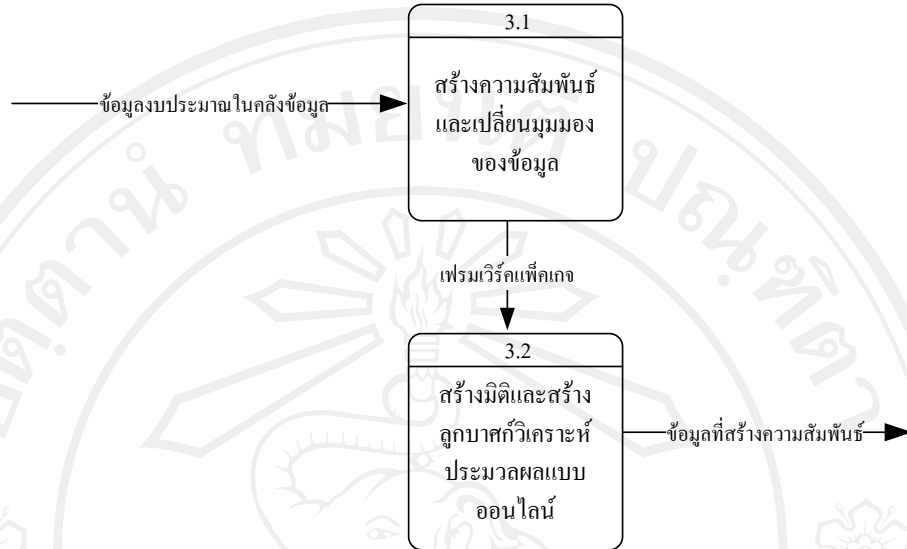 3.1
สร้างความสัมพันธ์
และเปลี่ยนมุมมอง
ของข้อมูล
ข้อมูลงบประมาณในคลังข้อมูล
เฟรมเวิร์คแพ็คเกจ
3.2
สร้างมิติและสร้าง
ลูกบาศก์วิเคราะห์
ประมวลผลแบบ
ออนไลน์
ข้อมูลที่สร้างความสัมพันธ์